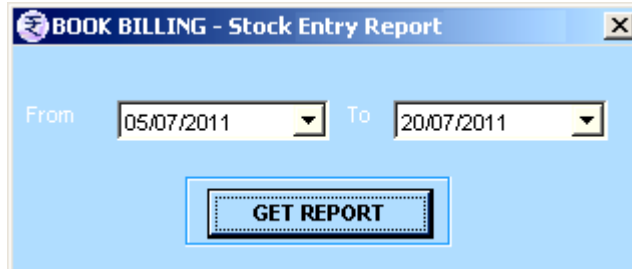 BOOK BILLING - Stock Entry Report
From 05/07/2011 To 20/07/2011
GET REPORT